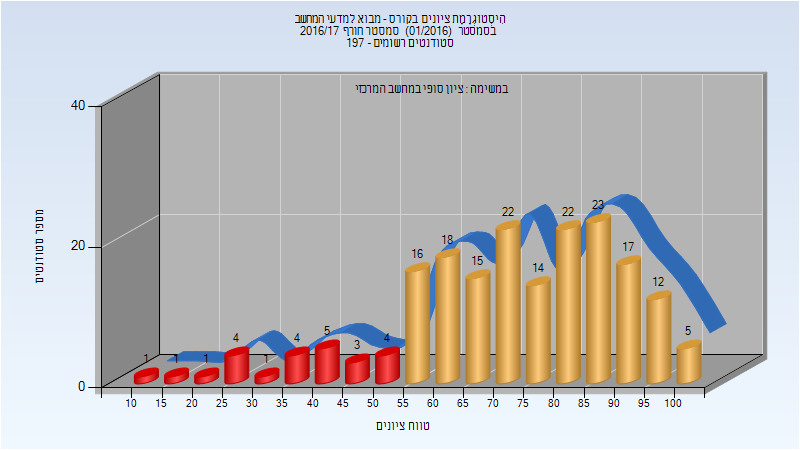 היסטוגרמת ציונים בקורס - מבוא למדעי המחשב
בסמסטר (01/2016) סמסטר חורף 2016/17
סטודנטים רשומים - 197
במשימה : ציון סופי במחשב המרכזי
מספר סטודנטים
40
20
0
1 1 1 4 1 4 5 3 4 16 18 15 22 14 22 23 17 12 5
10 15 20 25 30 35 40 45 50 55 60 65 70 75 80 85 90 95 100
טווח ציונים